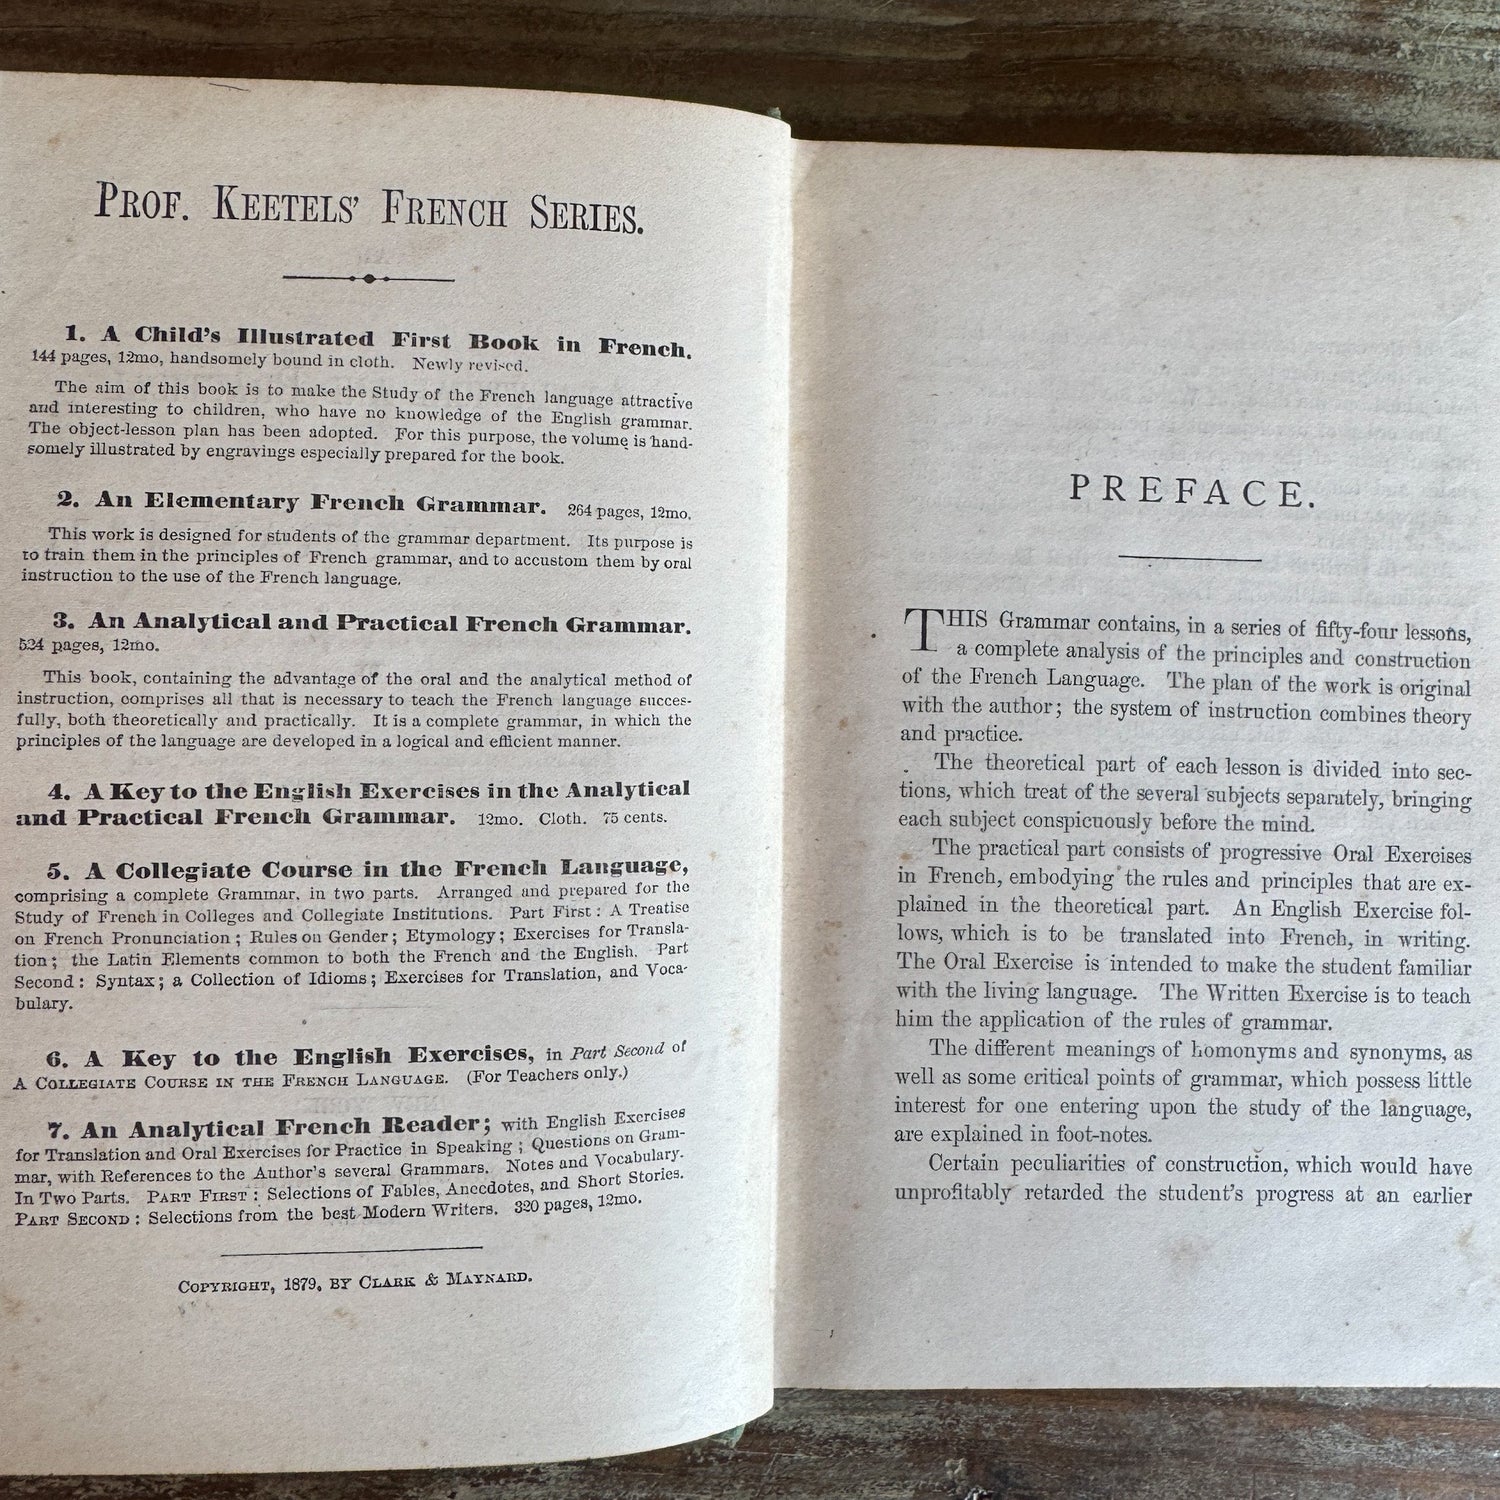 PROF. KEETELS' FRENCH SERIES.
1. A Child's Illustrated First Book in French.
144 pages, 12mo, handsomely bound in cloth. Newly revised.
The aim of this book is to make the Study of the French language attractive
and interesting to children, who have no knowledge of the English grammar.
The object-lesson plan has been adopted. For this purpose, the volume is hand-
somely illustrated by engravings especially prepared for the book.
2. An Elementary French Grammar. 264 pages, 12mo.
This work is designed for students of the grammar department. Its purpose is
to train them in the principles of French grammar, and to accustom them by oral
instruction to the use of the French language.
3. An Analytical and Practical French Grammar.
524 pages, 12mo.
This book, containing the advantage of the oral and the analytical method of
instruction, comprises all that is necessary to teach the French language succes-
fully, both theoretically and practically. It is a complete grammar, in which the
principles of the language are developed in a logical and efficient manner.
4. A Key to the English Exercises in the Analytical
and Practical French Grammar. 12mo. Cloth. 75 cents.
5. A Collegiate Course in the French Language,
comprising a complete Grammar, in two parts. Arranged and prepared for the
Study of French in Colleges and Collegiate Institutions. Part First: A Treatise
on French Pronunciation; Rules on Gender; Etymology; Exercises for Transla-
tion; the Latin Elements common to both the French and the English. Part
Second: Syntax; a Collection of Idioms; Exercises for Translation, and Voca-
bulary.
6. A Key to the English Exercises, in Part Second of
A COLLEGIATE COURSE IN THE FRENCH LANGUAGE. (For Teachers only.)
7. An Analytical French Reader; with English Exercises
for Translation and Oral Exercises for Practice in Speaking; Questions on Gram-
mar, with References to the Author's several Grammars. Notes and Vocabulary.
In Two Parts. PART FIRST: Selections of Fables, Anecdotes, and Short Stories.
PART SECOND: Selections from the best Modern Writers. 320 pages, 12mo.
COPYRIGHT, 1879, BY CLARK & MAYNARD.
PREFACE.
THIS Grammar contains, in a series of fifty-four lessons,
a complete analysis of the principles and construction
of the French Language. The plan of the work is original
with the author; the system of instruction combines theory
and practice.
The theoretical part of each lesson is divided into sec-
tions, which treat of the several subjects separately, bringing
each subject conspicuously before the mind.
The practical part consists of progressive Oral Exercises
in French, embodying the rules and principles that are ex-
plained in the theoretical part. An English Exercise fol-
lows, which is to be translated into French, in writing.
The Oral Exercise is intended to make the student familiar
with the living language. The Written Exercise is to teach
him the application of the rules of grammar.
The different meanings of homonyms and synonyms, as
well as some critical points of grammar, which possess little
interest for one entering upon the study of the language,
are explained in foot-notes.
Certain peculiarities of construction, which would have
unprofitably retarded the student's progress at an earlier